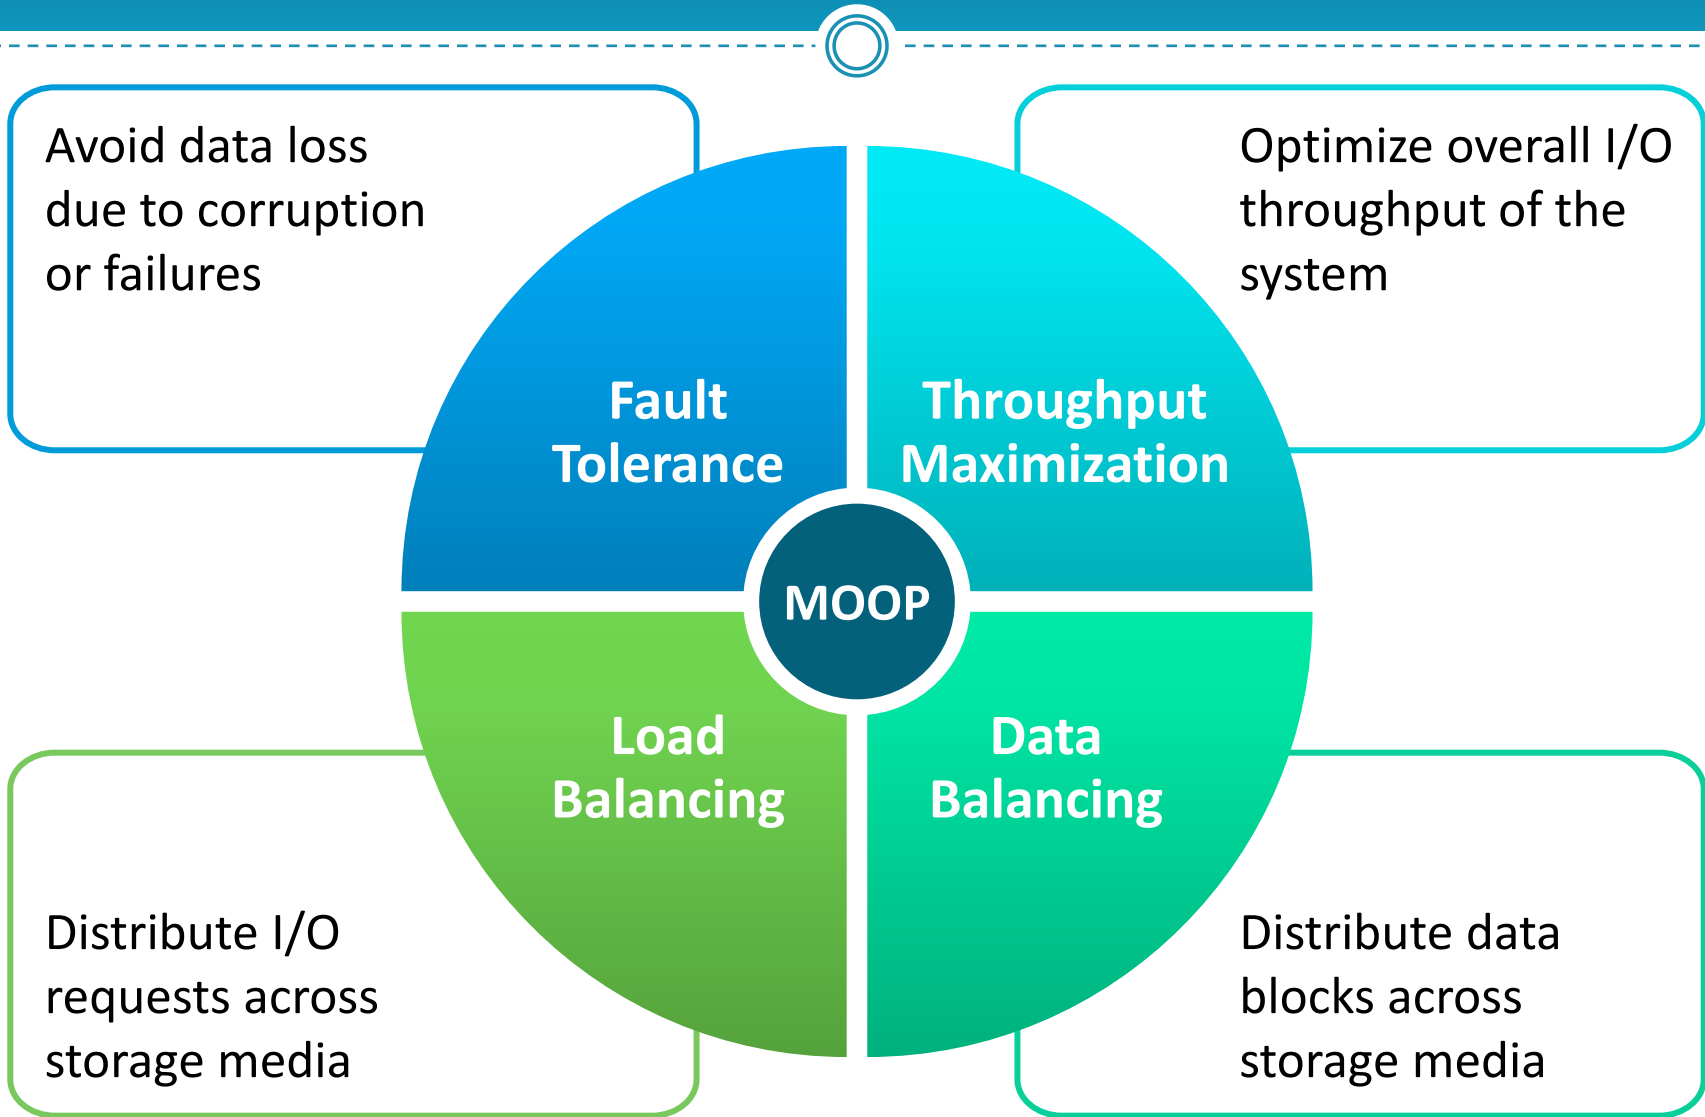 Avoid data loss
due to corruption
or failures
Optimize overall I/O
throughput of the
system
Fault
Tolerance
Throughput
Maximization
MOOP
Load
Balancing
Data
Balancing
Distribute I/O
requests across
storage media
Distribute data
blocks across
storage media